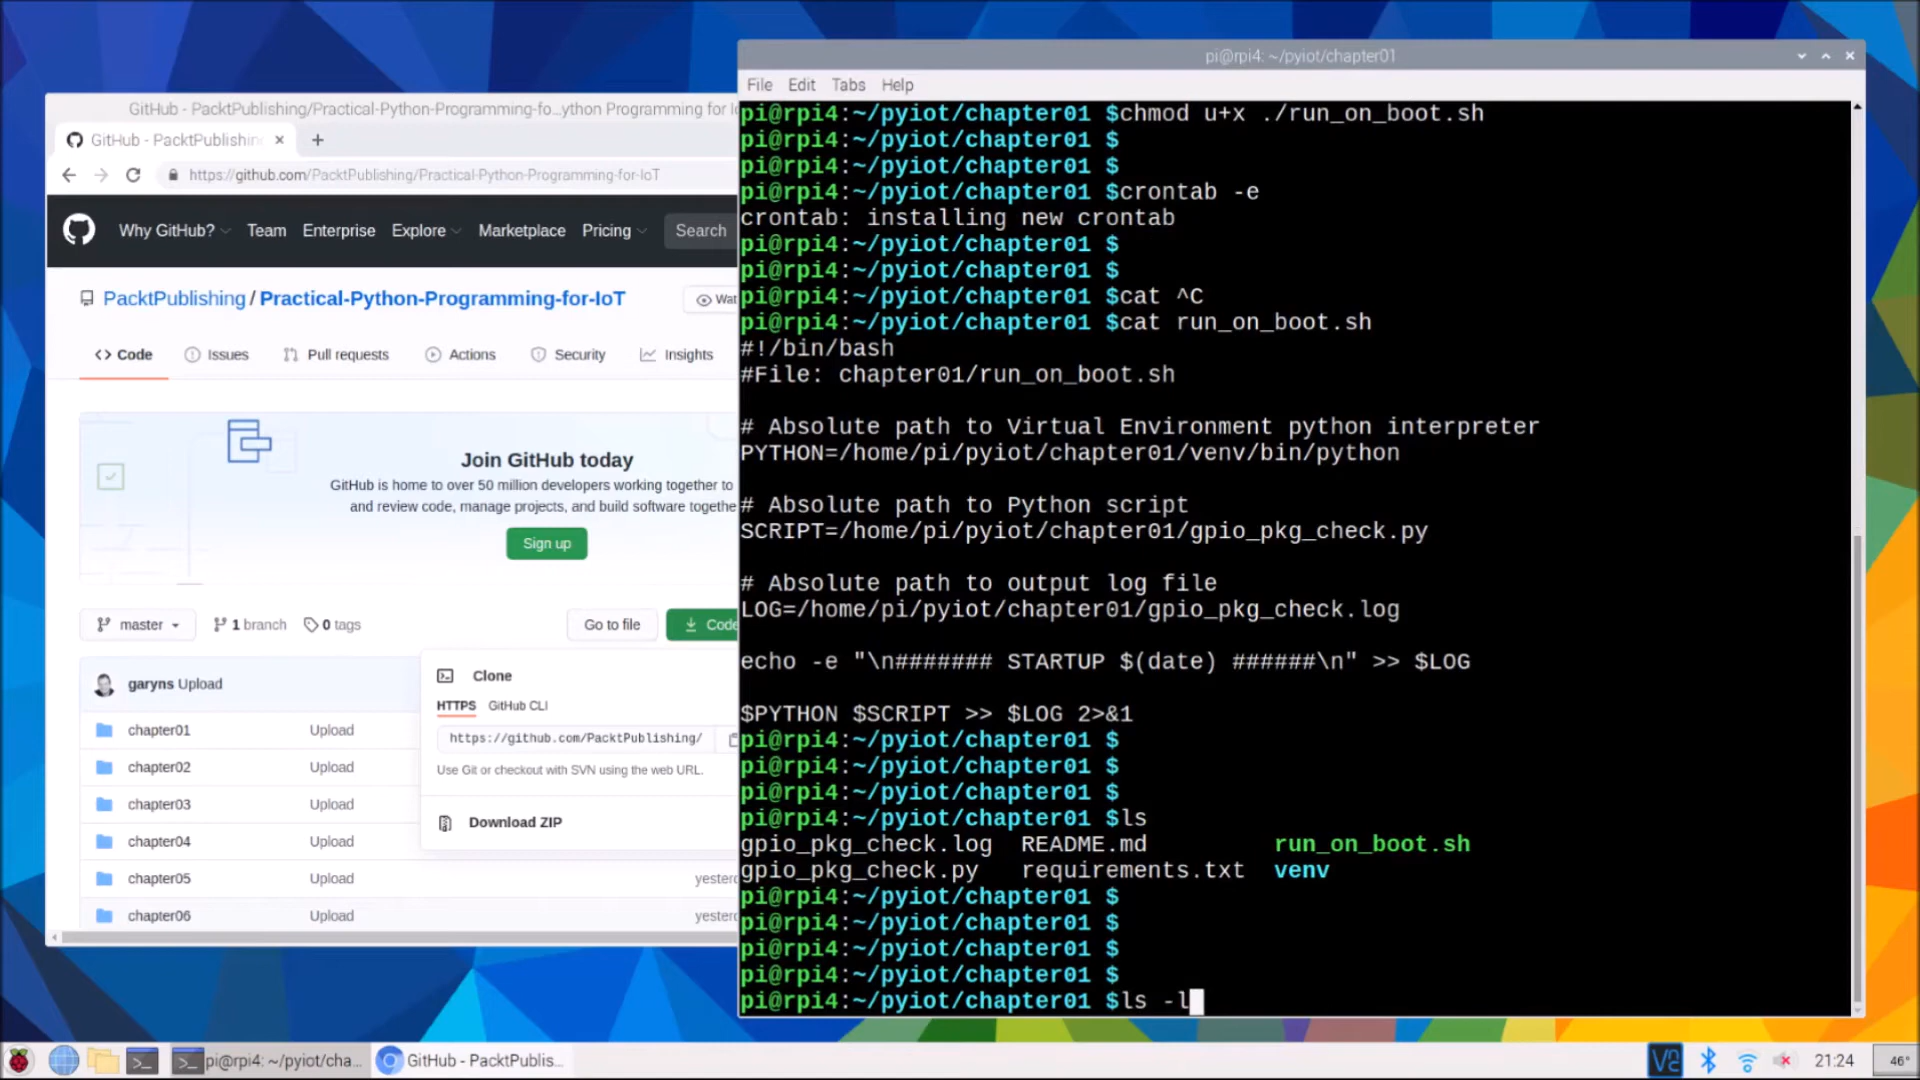 GitHub - PacktPublishing/Practical-Python-Programming-fo...ython Programming for I
GitHub - PacktPublishing
https://github.com/PacktPublishing/Practical-Python-Programming-for-IoT
Why GitHub? Team Enterprise Explore Marketplace Pricing Search
PacktPublishing / Practical-Python-Programming-for-IoT
Wat
Code Issues Pull requests Actions Security Insights
Join GitHub today
GitHub is home to over 50 million developers working together to
and review code, manage projects, and build software togethe
Sign up
master 1 branch 0 tags Go to file Code
garyns Upload
Clone
HTTPS GitHub CLI
https://github.com/PacktPublishing/
Use Git or checkout with SVN using the web URL.
Download ZIP
chapter01 Upload
chapter02 Upload
chapter03 Upload
chapter04 Upload
chapter05 Upload yesterd
chapter06 Upload yesterd
pi@rpi4: ~/pyiot/chapter01
File Edit Tabs Help
pi@rpi4:~/pyiot/chapter01 $chmod u+x ./run_on_boot.sh
pi@rpi4:~/pyiot/chapter01 $
pi@rpi4:~/pyiot/chapter01 $
pi@rpi4:~/pyiot/chapter01 $crontab -e
crontab: installing new crontab
pi@rpi4:~/pyiot/chapter01 $
pi@rpi4:~/pyiot/chapter01 $
pi@rpi4:~/pyiot/chapter01 $cat ^C
pi@rpi4:~/pyiot/chapter01 $cat run_on_boot.sh
#!/bin/bash
#File: chapter01/run_on_boot.sh
# Absolute path to Virtual Environment python interpreter
PYTHON=/home/pi/pyiot/chapter01/venv/bin/python
# Absolute path to Python script
SCRIPT=/home/pi/pyiot/chapter01/gpio_pkg_check.py
# Absolute path to output log file
LOG=/home/pi/pyiot/chapter01/gpio_pkg_check.log
echo -e "\n####### STARTUP $(date) ######\n" >> $LOG
$PYTHON $SCRIPT >> $LOG 2>&1
pi@rpi4:~/pyiot/chapter01 $
pi@rpi4:~/pyiot/chapter01 $
pi@rpi4:~/pyiot/chapter01 $
pi@rpi4:~/pyiot/chapter01 $ls
gpio_pkg_check.log README.md run_on_boot.sh
gpio_pkg_check.py requirements.txt venv
pi@rpi4:~/pyiot/chapter01 $
pi@rpi4:~/pyiot/chapter01 $
pi@rpi4:~/pyiot/chapter01 $
pi@rpi4:~/pyiot/chapter01 $
pi@rpi4:~/pyiot/chapter01 $ls -l
pi@rpi4: ~/pyiot/cha... GitHub - PacktPublis... 21:24 46°